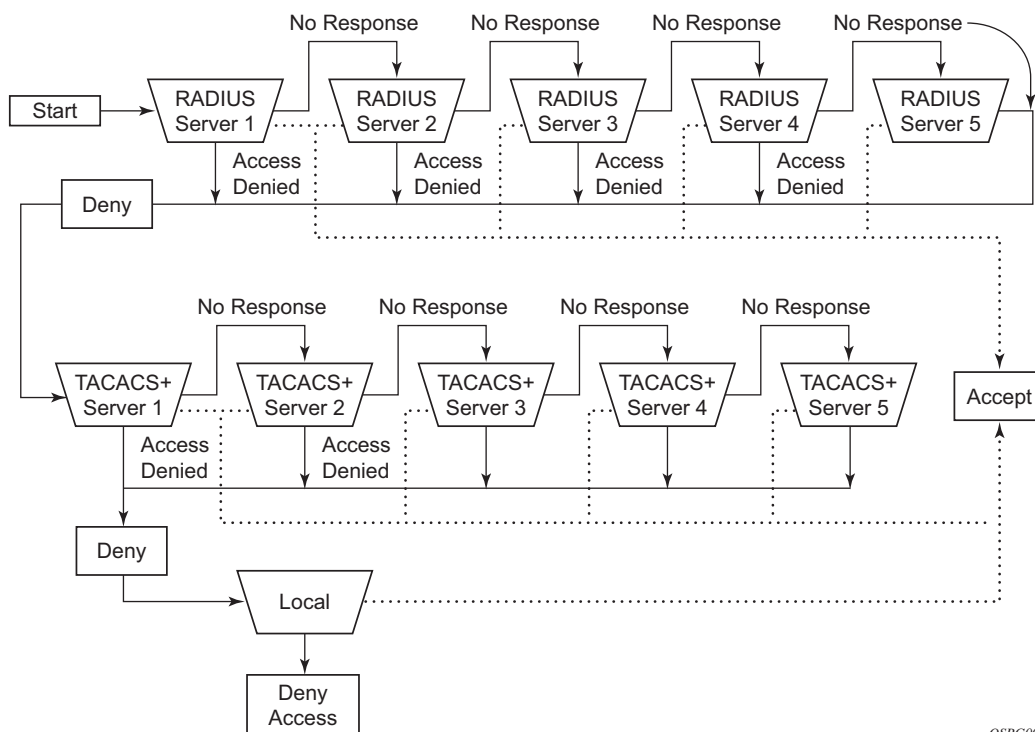 No Response
No Response
No Response
No Response
No Response
Start
RADIUS
Server 1
RADIUS
Server 2
RADIUS
Server 3
RADIUS
Server 4
RADIUS
Server 5
Access
Denied
Access
Denied
Access
Denied
Access
Denied
Deny
No Response
No Response
No Response
No Response
TACACS+
Server 1
TACACS+
Server 2
TACACS+
Server 3
TACACS+
Server 4
TACACS+
Server 5
Accept
Access
Denied
Access
Denied
Deny
Local
Deny
Access